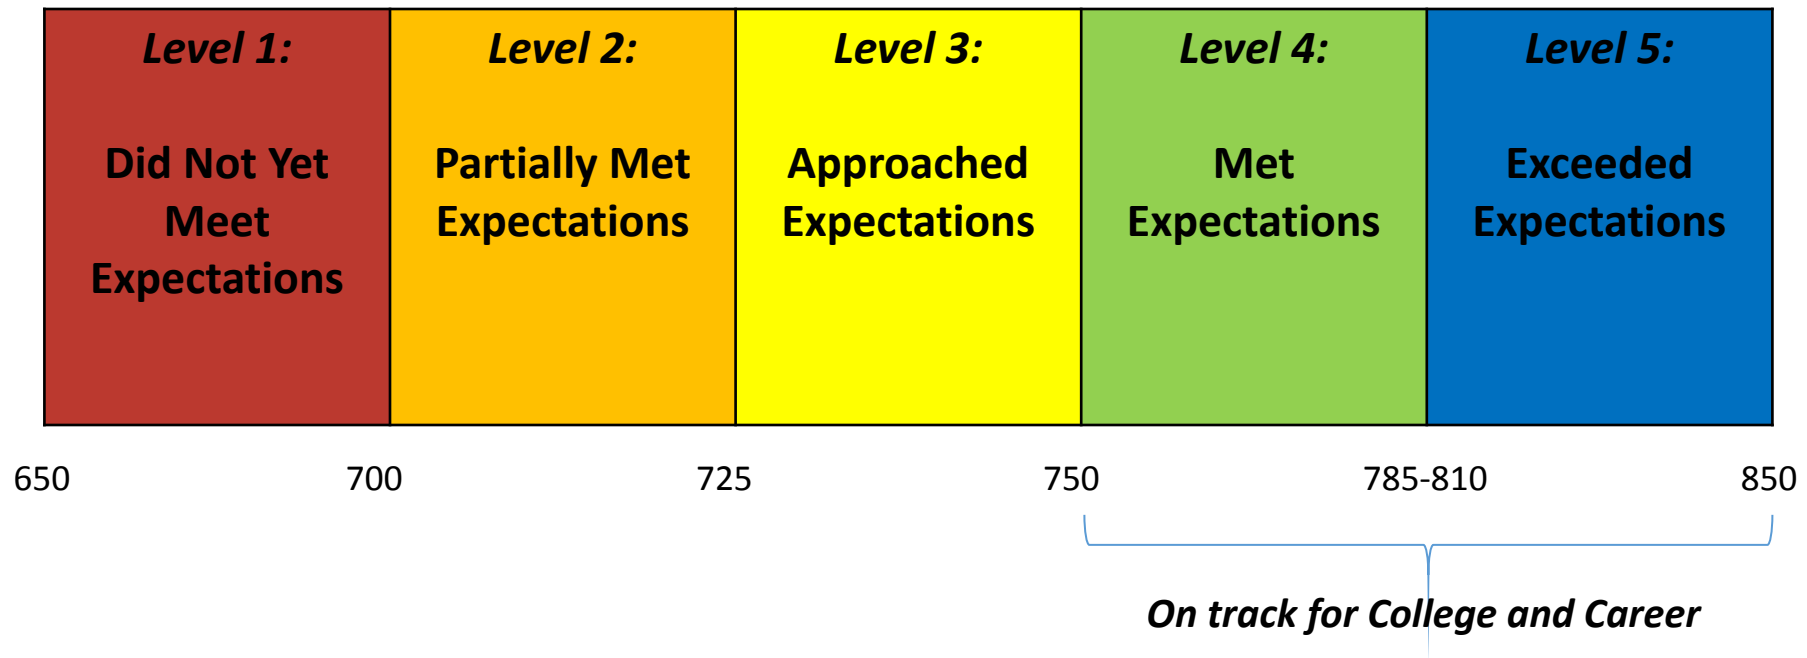 Level 1:
Did Not Yet
Meet
Expectations
Level 2:
Partially Met
Expectations
Level 3:
Approached
Expectations
Level 4:
Met
Expectations
Level 5:
Exceeded
Expectations
650
700
725
750
785-810
850
On track for College and Career